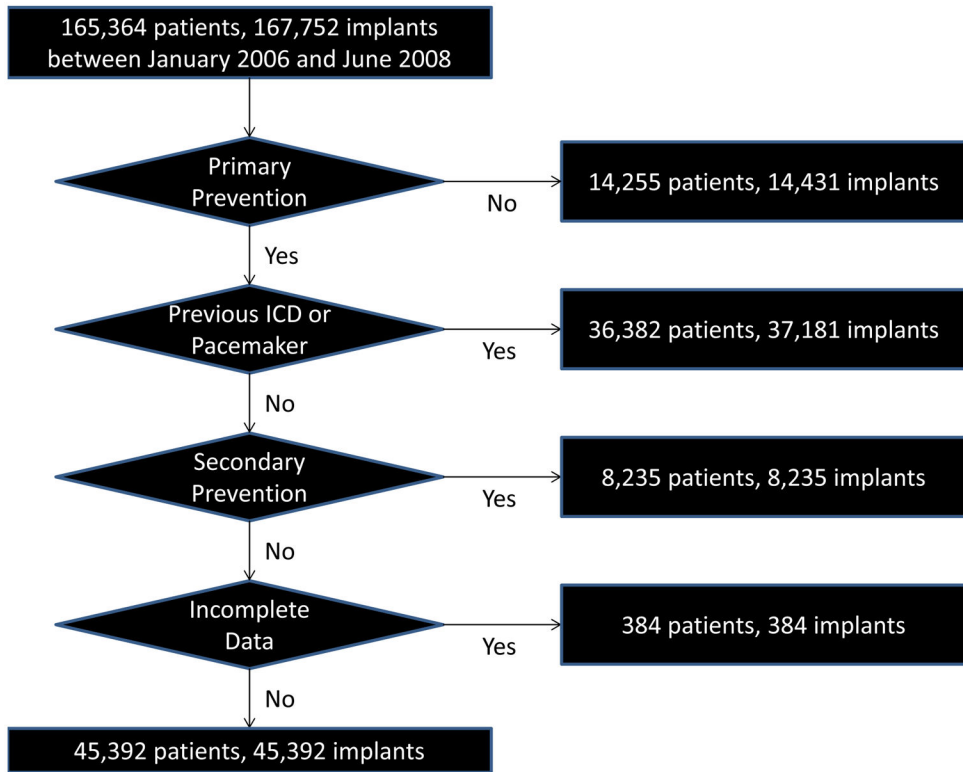 165,364 patients, 167,752 implants
between January 2006 and June 2008
Primary
Prevention
No
14,255 patients, 14,431 implants
Yes
Previous ICD or
Pacemaker
Yes
36,382 patients, 37,181 implants
No
Secondary
Prevention
Yes
8,235 patients, 8,235 implants
No
Incomplete
Data
Yes
384 patients, 384 implants
No
45,392 patients, 45,392 implants